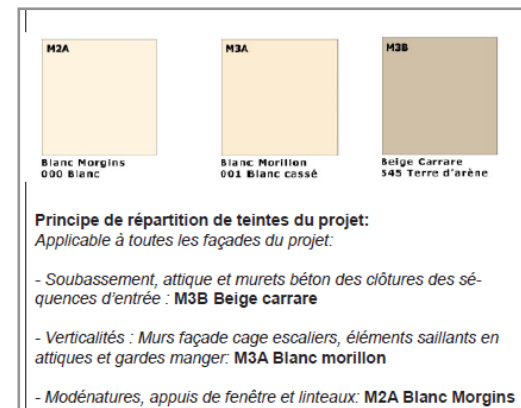 M2A
M3A
M3B
Blanc Morgins
000 Blanc
Blanc Morillon
001 Blanc cassé
Beige Carrare
545 Terre d'arène
Principe de répartition de teintes du projet:
Applicable à toutes les façades du projet:
- Soubassement, attique et murets béton des clôtures des sé-
quences d'entrée : M3B Beige carrare
- Verticalités : Murs façade cage escaliers, éléments saillants en
attiques et gardes manger: M3A Blanc morillon
- Modénatures, appuis de fenêtre et linteaux: M2A Blanc Morgins